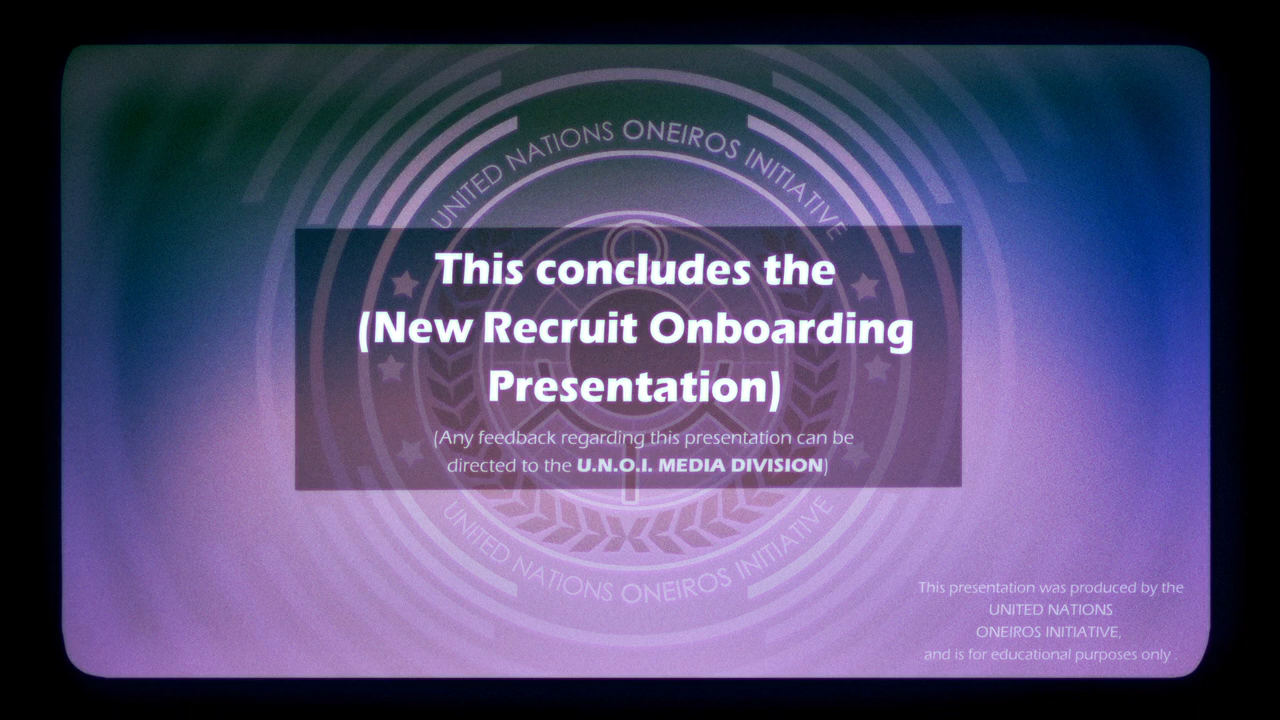 UNITED NATIONS ONEIROS INITIATIVE
This concludes the
(New Recruit Onboarding
Presentation)
(Any feedback regarding this presentation can be
directed to the U.N.O.I. MEDIA DIVISION)
UNITED NATIONS ONEIROS INITIATIVE
This presentation was produced by the
UNITED NATIONS
ONEIROS INITIATIVE,
and is for educational purposes only .